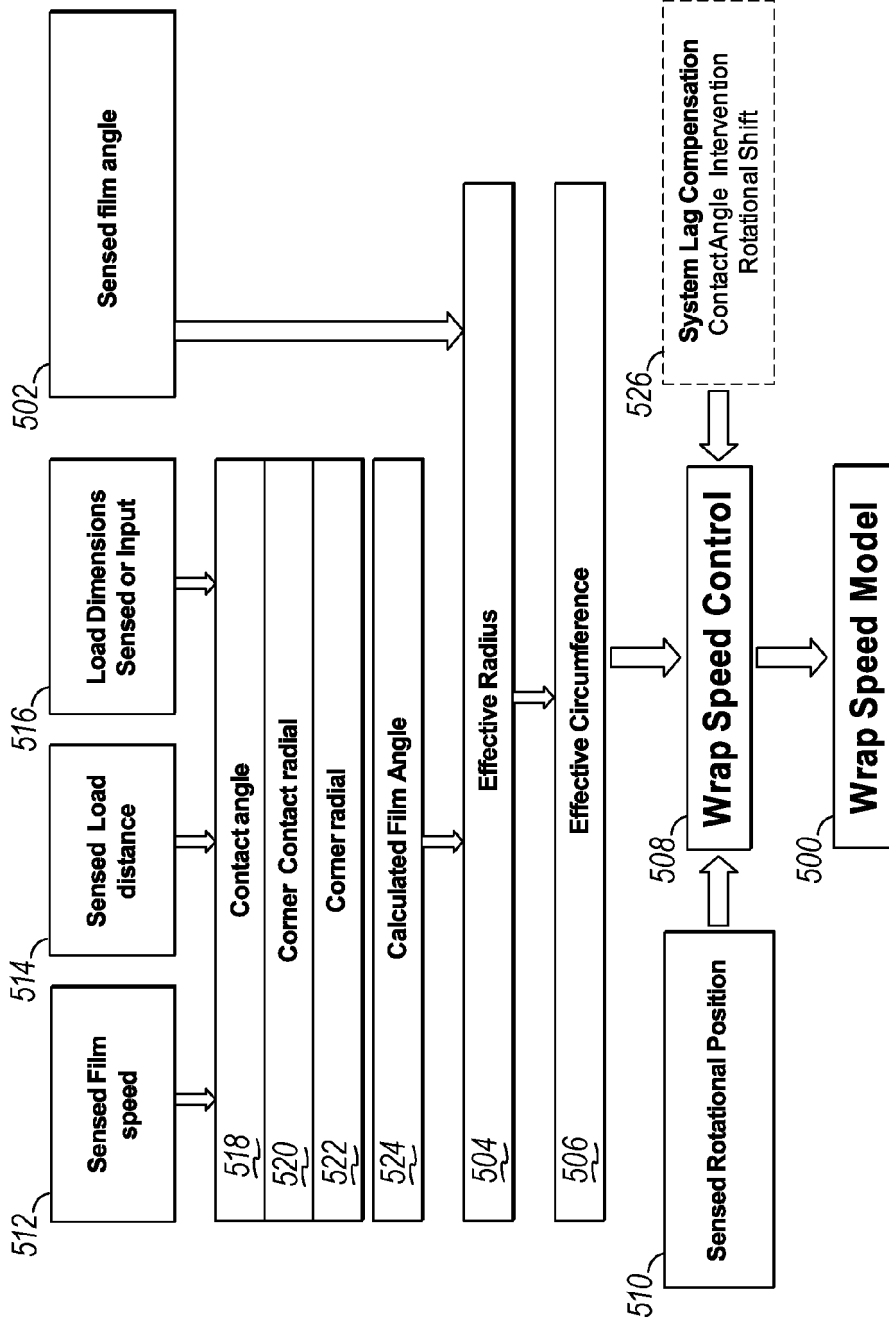 512
Sensed Film
speed
514
Sensed Load
distance
516
Load Dimensions
Sensed or Input
502
Sensed film angle
518
Contact angle
520
Corner Contact radial
522
Corner radial
524
Calculated Film Angle
504
Effective Radius
506
Effective Circumference
510
Sensed Rotational Position
508
Wrap Speed Control
526
System Lag Compensation
ContactAngle Intervention
Rotational Shift
500
Wrap Speed Model